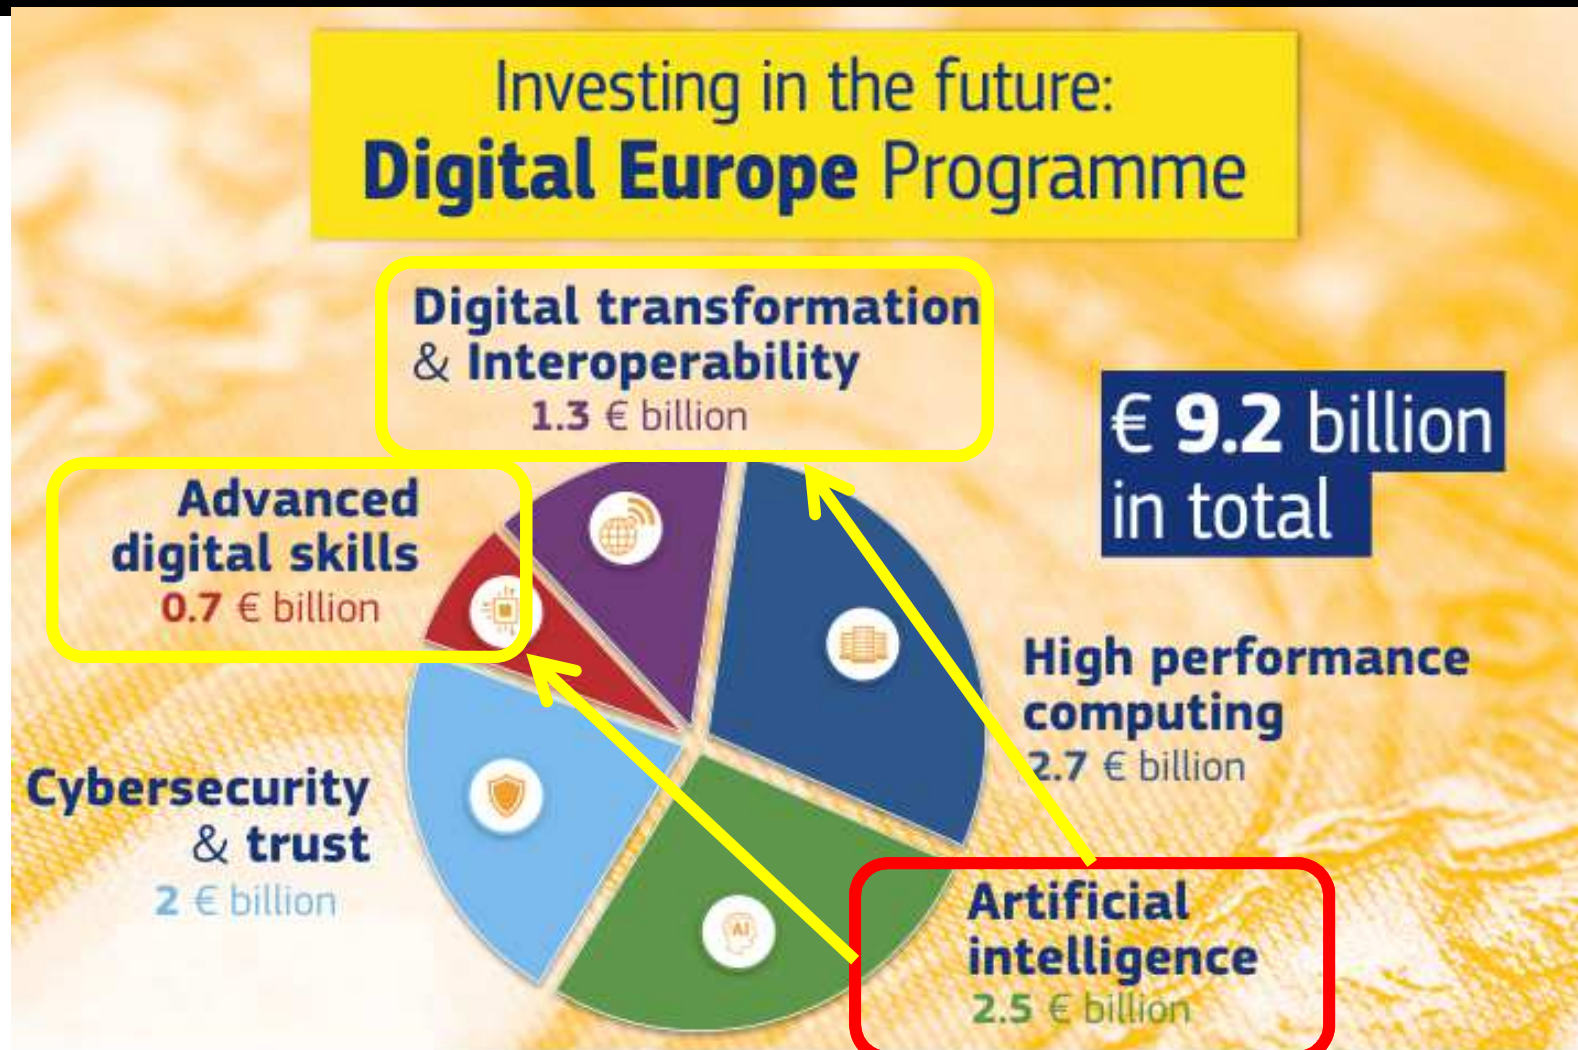 Investing in the future:
Digital Europe Programme
Digital transformation
& Interoperability
1.3 € billion
€ 9.2 billion
in total
Advanced
digital skills
0.7 € billion
High performance
computing
2.7 € billion
Cybersecurity
& trust
2 € billion
AI
Artificial
intelligence
2.5 € billion